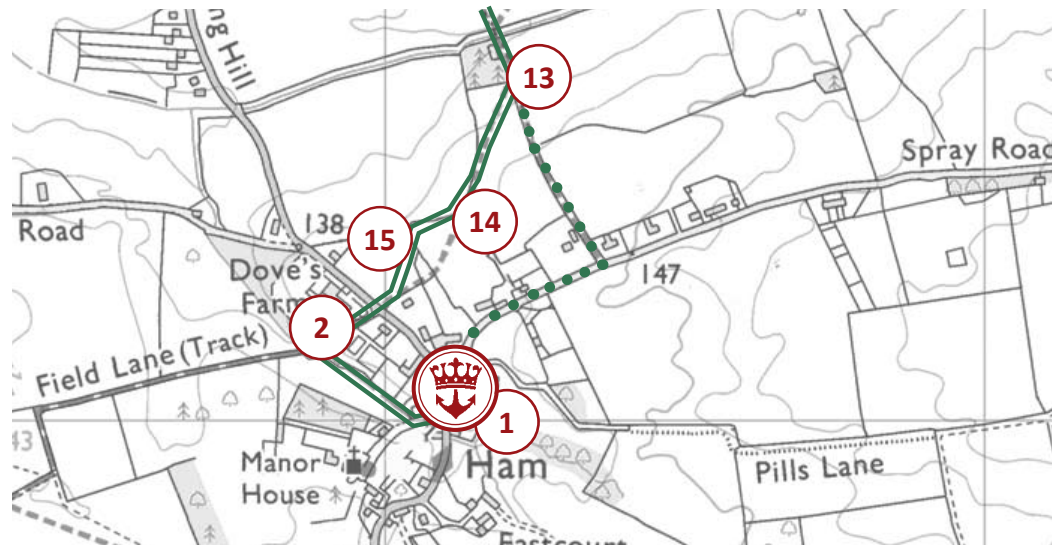 ng Hill
13
Spray Road
Road
138
14
15
Dove's
Farm
147
2
Field Lane (Track)
1
43
Manor
House
Ham
Pills Lane
Eastcourt